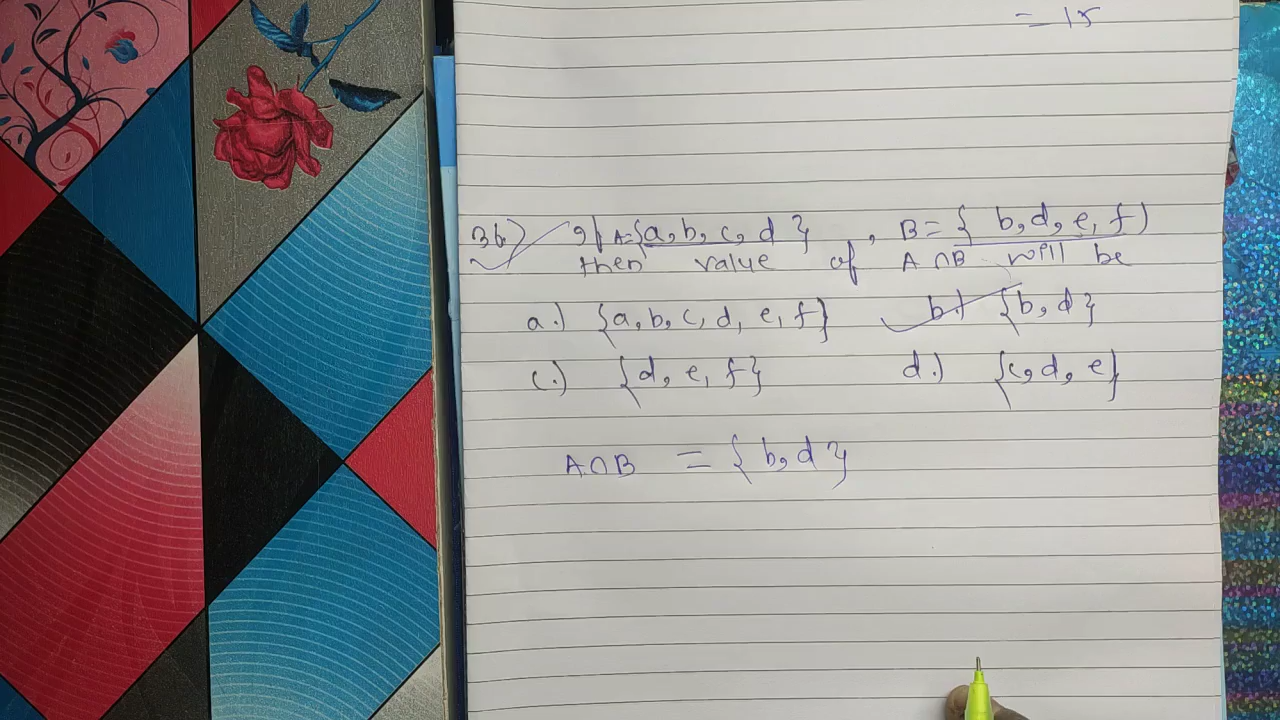 = 15
36) If A={a, b, c, d }, B = { b, d, e, f )
then value of A ∩ B will be
a.) {a, b, c, d, e, f} b.) {b, d}
c.) {d, e, f} d.) {c, d, e}
A ∩ B = { b, d }